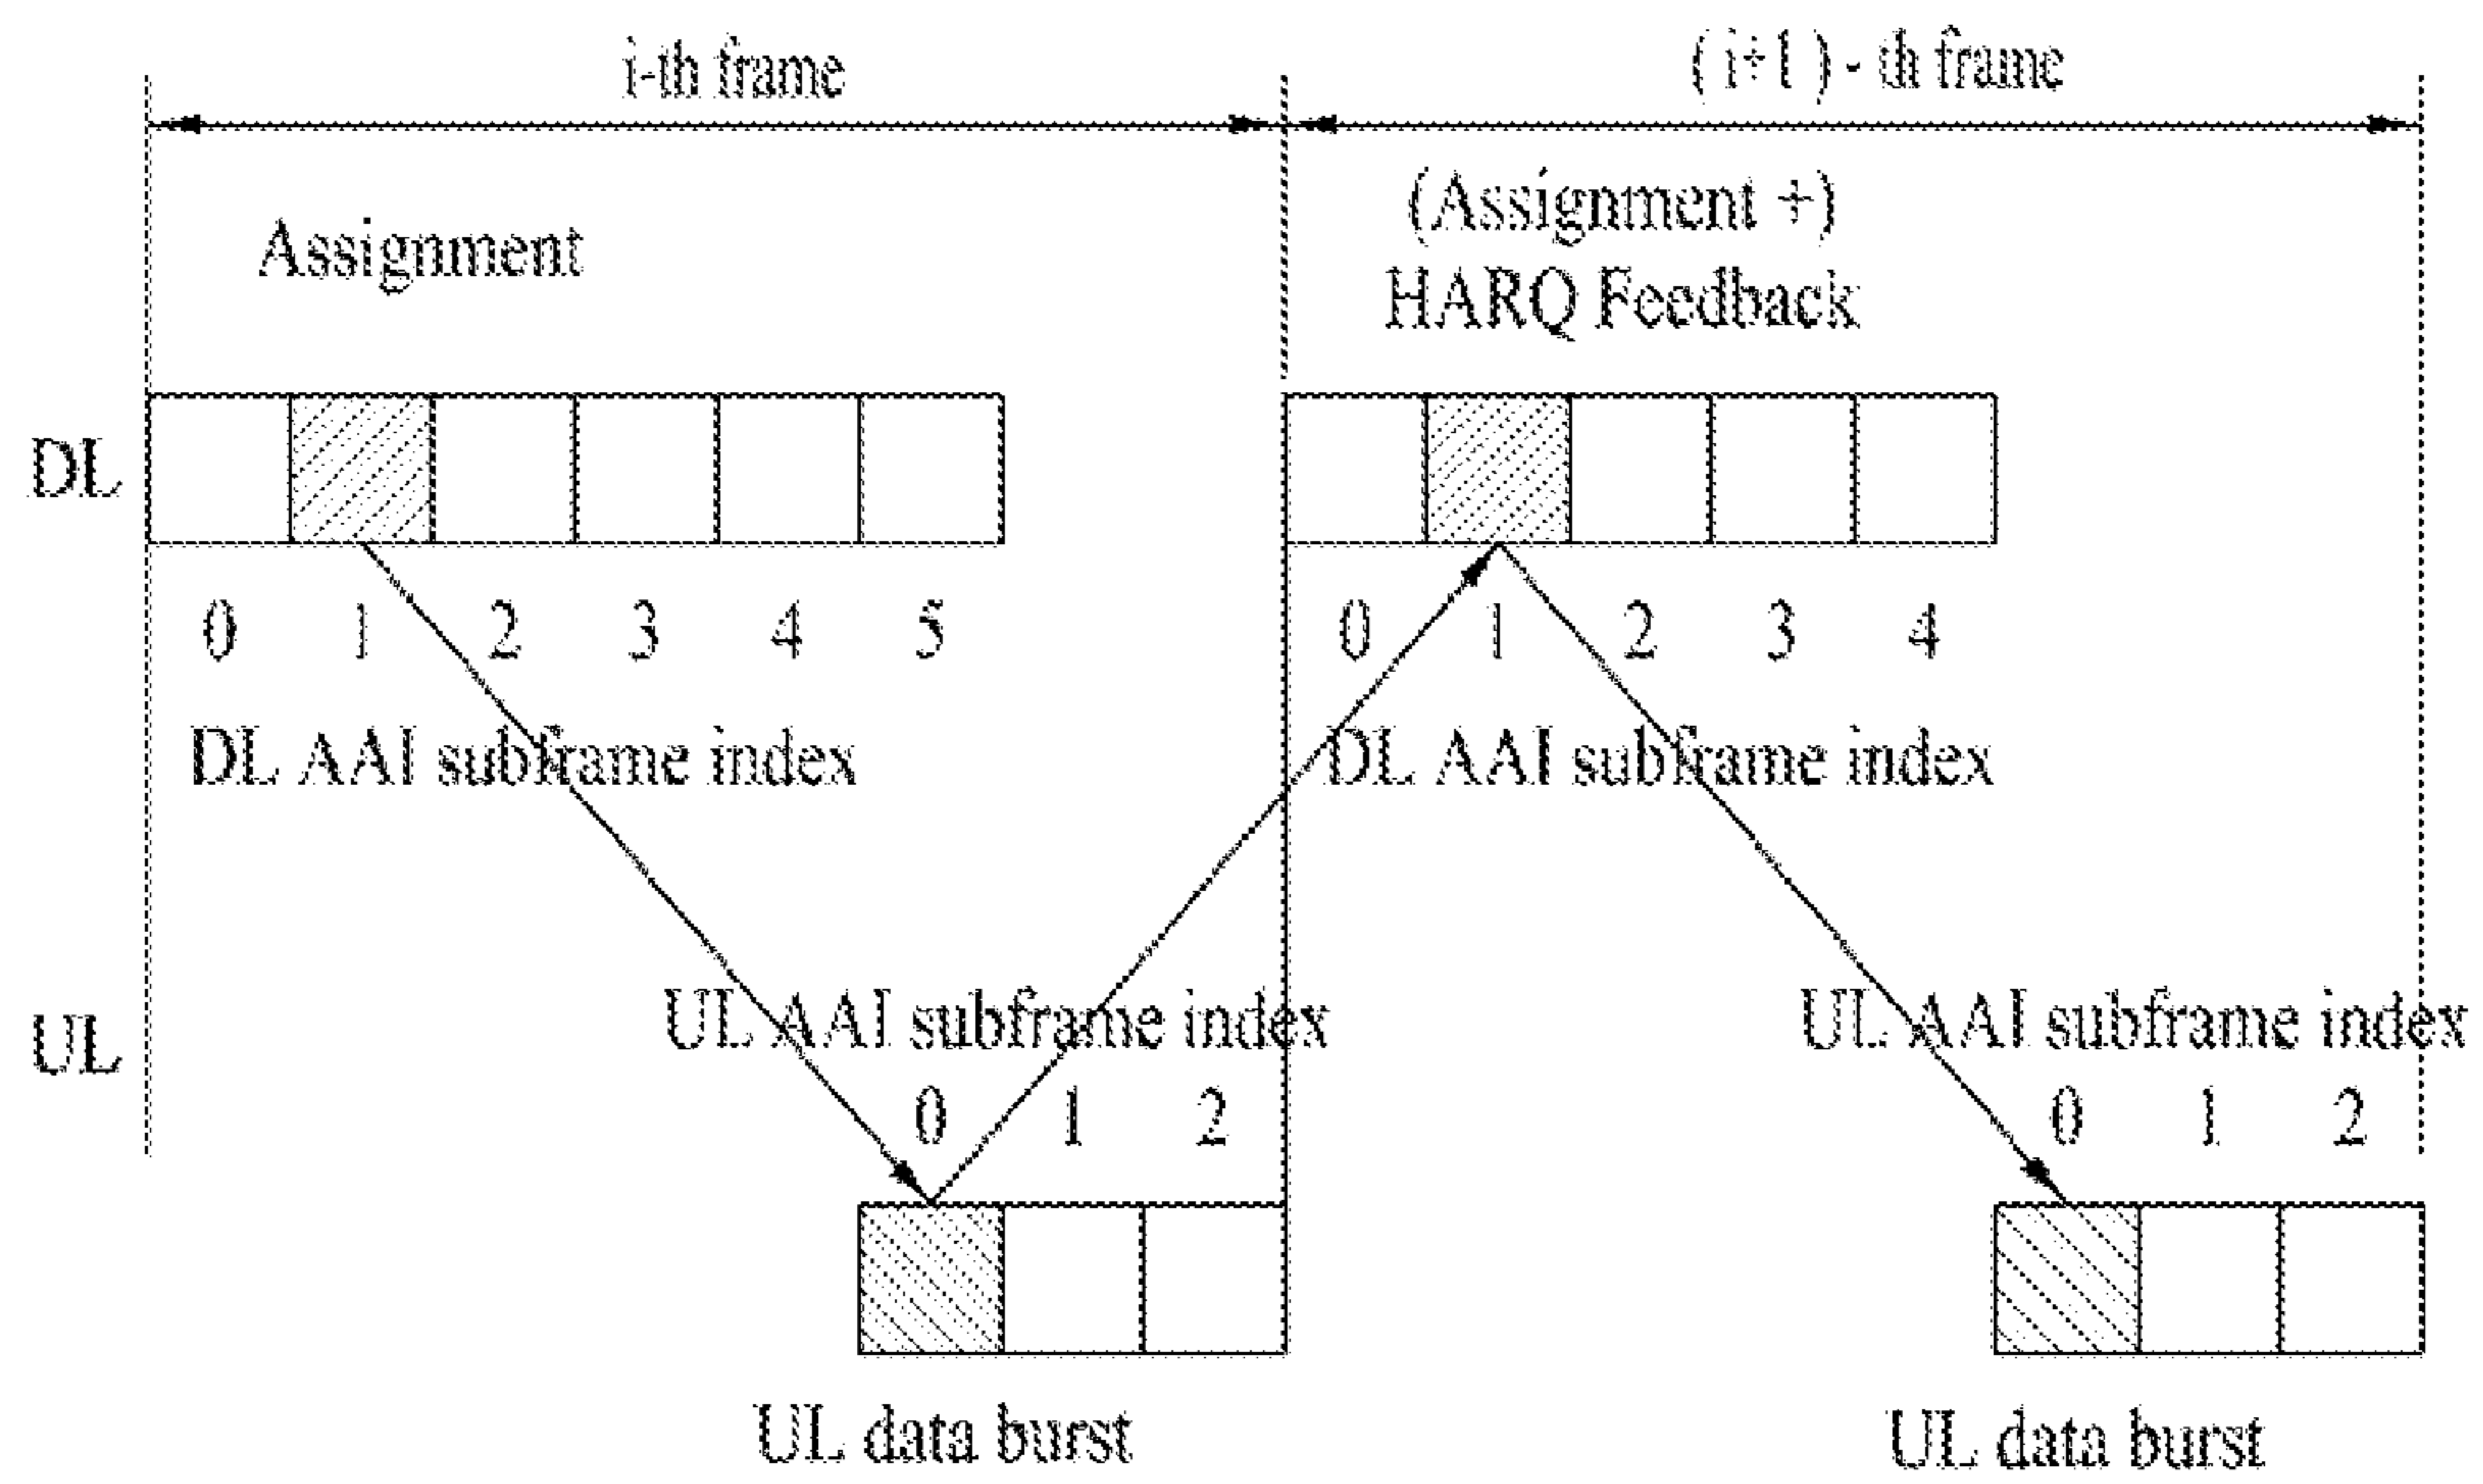 i-th frame
( i+1 ) - th frame
Assignment
(Assignment +)
HARQ Feedback
DL
0 1 2 3 4 5
0 1 2 3 4
DL AAI subframe index
DL AAI subframe index
UL
UL AAI subframe index
UL AAI subframe index
0 1 2
0 1 2
UL data burst
UL data burst